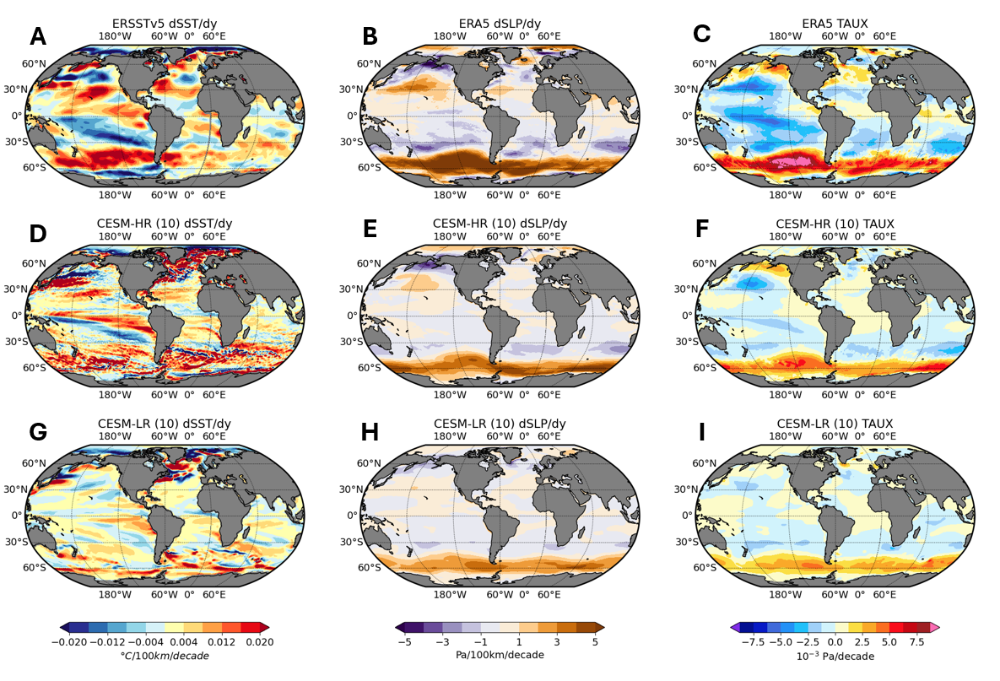 A
ERSSTv5 dSST/dy
180°W 60°W 0° 60°E
60°N
30°N
0°
30°S
60°S
180°W 60°W 0° 60°E
B
ERA5 dSLP/dy
180°W 60°W 0° 60°E
60°N
30°N
0°
30°S
60°S
180°W 60°W 0° 60°E
C
ERA5 TAUX
180°W 60°W 0° 60°E
60°N
30°N
0°
30°S
60°S
180°W 60°W 0° 60°E
D
CESM-HR (10) dSST/dy
180°W 60°W 0° 60°E
60°N
30°N
0°
30°S
60°S
180°W 60°W 0° 60°E
E
CESM-HR (10) dSLP/dy
180°W 60°W 0° 60°E
60°N
30°N
0°
30°S
60°S
180°W 60°W 0° 60°E
F
CESM-HR (10) TAUX
180°W 60°W 0° 60°E
60°N
30°N
0°
30°S
60°S
180°W 60°W 0° 60°E
G
CESM-LR (10) dSST/dy
180°W 60°W 0° 60°E
60°N
30°N
0°
30°S
60°S
180°W 60°W 0° 60°E
H
CESM-LR (10) dSLP/dy
180°W 60°W 0° 60°E
60°N
30°N
0°
30°S
60°S
180°W 60°W 0° 60°E
I
CESM-LR (10) TAUX
180°W 60°W 0° 60°E
60°N
30°N
0°
30°S
60°S
180°W 60°W 0° 60°E
−0.020 −0.012 −0.004 0.004 0.012 0.020
°C/100km/decade
−5 −3 −1 1 3 5
Pa/100km/decade
−7.5 −5.0 −2.5 0.0 2.5 5.0 7.5
10⁻³ Pa/decade